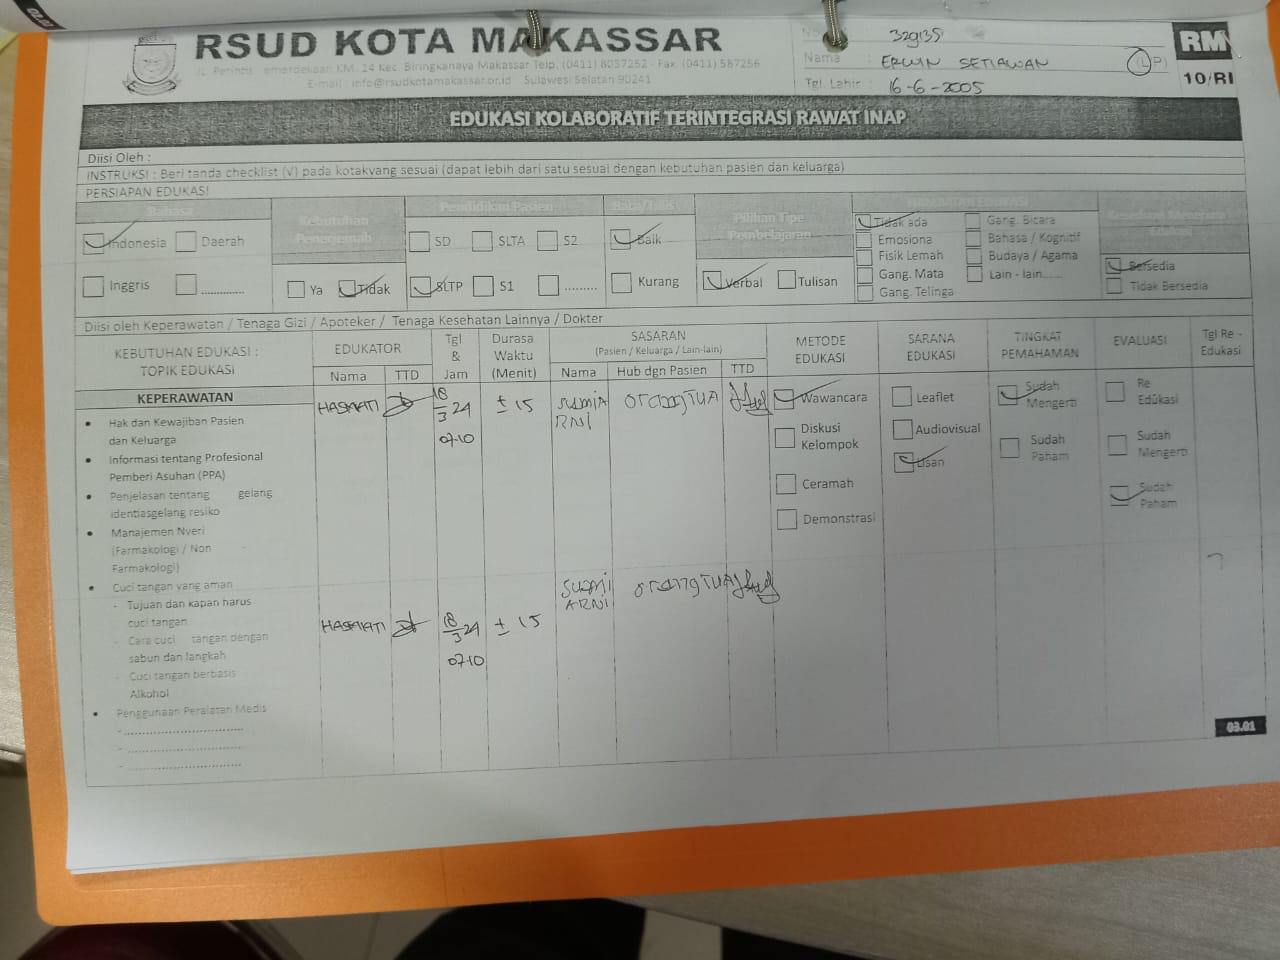 RSUD KOTA MAKASSAR
JL. Perintis Kemerdekaan KM. 14 Kec. Biringkanaya Makassar Telp. (0411) 8037252 - Fax. (0411) 587256
E-mail : info@rsudkotamakassar.or.id Sulawesi Selatan 90241
329135
Nama : ERWIN SETIAWAN (L/P)
Tgl. Lahir : 16-6-2005
RM
10/RI
EDUKASI KOLABORATIF TERINTEGRASI RAWAT INAP
Diisi Oleh :
INSTRUKSI : Beri tanda checklist (√) pada kotakyang sesuai (dapat lebih dari satu sesuai dengan kebutuhan pasien dan keluarga)
PERSIAPAN EDUKASI
Bahasa
Kebutuhan Penerjemah
Pendidikan Pasien
Baca/Tulis
Pilihan Tipe Pembelajaran
HAMBATAN EDUKASI
Kesediaan Menerima Edukasi
Indonesia Daerah
Inggris .............
Ya Tidak
SD SLTA S2
SLTP S1 .........
Baik
Kurang
Verbal Tulisan
Tidak ada Gang. Bicara
Emosiona Bahasa / Kognitif
Fisik Lemah Budaya / Agama
Gang. Mata Lain - lain......
Gang. Telinga
Bersedia
Tidak Bersedia
Diisi oleh Keperawatan / Tenaga Gizi / Apoteker / Tenaga Kesehatan Lainnya / Dokter
KEBUTUHAN EDUKASI :
TOPIK EDUKASI
EDUKATOR
Nama TTD
Tgl
&
Jam
Durasa
Waktu
(Menit)
SASARAN
(Pasien / Keluarga / Lain-lain)
Nama Hub dgn Pasien TTD
METODE
EDUKASI
SARANA
EDUKASI
TINGKAT
PEMAHAMAN
EVALUASI
Tgl Re -
Edukasi
KEPERAWATAN
• Hak dan Kewajiban Pasien
dan Keluarga
• Informasi tentang Profesional
Pemberi Asuhan (PPA)
• Penjelasan tentang gelang
identiasgelang resiko
• Manajemen Nveri
(Farmakologi / Non
Farmakologi)
• Cuci tangan yang aman
- Tujuan dan kapan harus
cuci tangan
- Cara cuci tangan dengan
sabun dan langkah
- Cuci tangan berbasis
Alkohol
• Penggunaan Peralatan Medis
- ..............................
- ..............................
- ..............................
HASMIATI
18/3 24
07.10
± 15
SUSMIA
RNI
orangTUA
Wawancara
Diskusi
Kelompok
Ceramah
Demonstrasi
Leaflet
Audiovisual
Lisan
Sudah
Mengerti
Sudah
Paham
Re
Edukasi
Sudah
Mengerti
Sudah
Paham
HASMIATI
18/3 24
07.10
± 15
SUSMI
ARNI
orangTUA
03.01